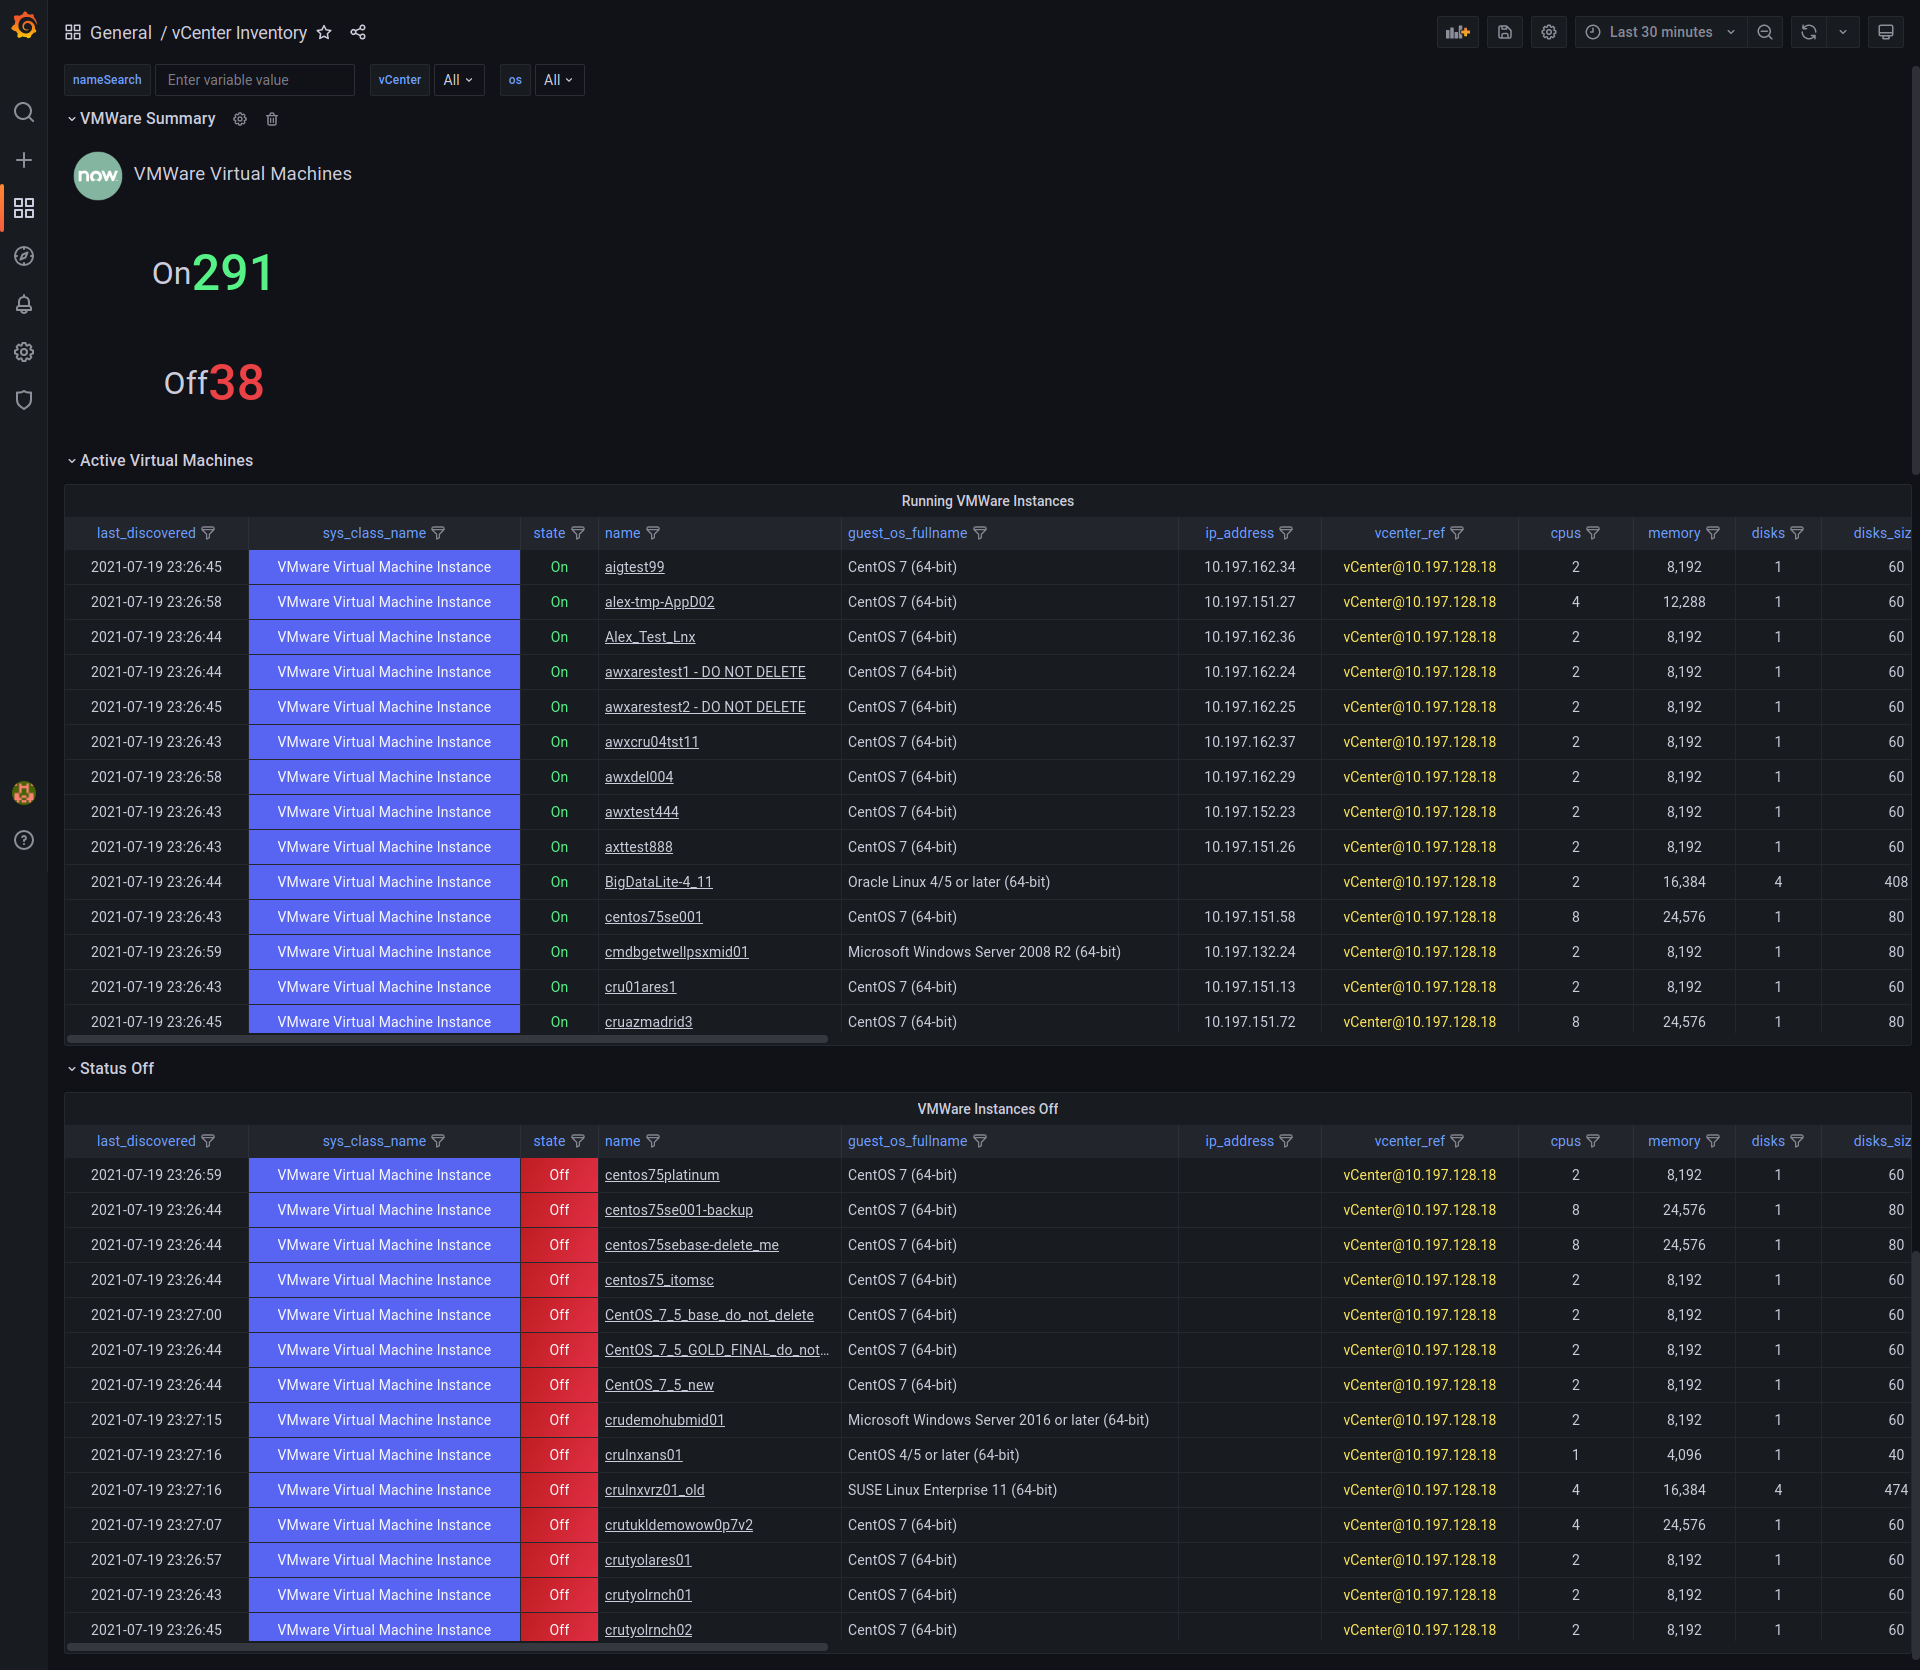 General / vCenter Inventory
Last 30 minutes
nameSearch Enter variable value vCenter All os All
VMWare Summary
now VMWare Virtual Machines
On291
Off38
Active Virtual Machines
Running VMWare Instances
last_discovered sys_class_name state name guest_os_fullname ip_address vcenter_ref cpus memory disks disks_siz
2021-07-19 23:26:45 VMware Virtual Machine Instance On aigtest99 CentOS 7 (64-bit) 10.197.162.34 vCenter@10.197.128.18 2 8,192 1 60
2021-07-19 23:26:58 VMware Virtual Machine Instance On alex-tmp-AppD02 CentOS 7 (64-bit) 10.197.151.27 vCenter@10.197.128.18 4 12,288 1 60
2021-07-19 23:26:44 VMware Virtual Machine Instance On Alex_Test_Lnx CentOS 7 (64-bit) 10.197.162.36 vCenter@10.197.128.18 2 8,192 1 60
2021-07-19 23:26:44 VMware Virtual Machine Instance On awxarestest1 - DO NOT DELETE CentOS 7 (64-bit) 10.197.162.24 vCenter@10.197.128.18 2 8,192 1 60
2021-07-19 23:26:45 VMware Virtual Machine Instance On awxarestest2 - DO NOT DELETE CentOS 7 (64-bit) 10.197.162.25 vCenter@10.197.128.18 2 8,192 1 60
2021-07-19 23:26:43 VMware Virtual Machine Instance On awxcru04tst11 CentOS 7 (64-bit) 10.197.162.37 vCenter@10.197.128.18 2 8,192 1 60
2021-07-19 23:26:58 VMware Virtual Machine Instance On awxdel004 CentOS 7 (64-bit) 10.197.162.29 vCenter@10.197.128.18 2 8,192 1 60
2021-07-19 23:26:43 VMware Virtual Machine Instance On awxtest444 CentOS 7 (64-bit) 10.197.152.23 vCenter@10.197.128.18 2 8,192 1 60
2021-07-19 23:26:43 VMware Virtual Machine Instance On axttest888 CentOS 7 (64-bit) 10.197.151.26 vCenter@10.197.128.18 2 8,192 1 60
2021-07-19 23:26:44 VMware Virtual Machine Instance On BigDataLite-4_11 Oracle Linux 4/5 or later (64-bit) vCenter@10.197.128.18 2 16,384 4 408
2021-07-19 23:26:43 VMware Virtual Machine Instance On centos75se001 CentOS 7 (64-bit) 10.197.151.58 vCenter@10.197.128.18 8 24,576 1 80
2021-07-19 23:26:59 VMware Virtual Machine Instance On cmdbgetwellpsxmid01 Microsoft Windows Server 2008 R2 (64-bit) 10.197.132.24 vCenter@10.197.128.18 2 8,192 1 80
2021-07-19 23:26:43 VMware Virtual Machine Instance On cru01ares1 CentOS 7 (64-bit) 10.197.151.13 vCenter@10.197.128.18 2 8,192 1 60
2021-07-19 23:26:45 VMware Virtual Machine Instance On cruazmadrid3 CentOS 7 (64-bit) 10.197.151.72 vCenter@10.197.128.18 8 24,576 1 80
Status Off
VMWare Instances Off
last_discovered sys_class_name state name guest_os_fullname ip_address vcenter_ref cpus memory disks disks_siz
2021-07-19 23:26:59 VMware Virtual Machine Instance Off centos75platinum CentOS 7 (64-bit) vCenter@10.197.128.18 2 8,192 1 60
2021-07-19 23:26:44 VMware Virtual Machine Instance Off centos75se001-backup CentOS 7 (64-bit) vCenter@10.197.128.18 8 24,576 1 80
2021-07-19 23:26:44 VMware Virtual Machine Instance Off centos75sebase-delete_me CentOS 7 (64-bit) vCenter@10.197.128.18 8 24,576 1 80
2021-07-19 23:26:44 VMware Virtual Machine Instance Off centos75_itomsc CentOS 7 (64-bit) vCenter@10.197.128.18 2 8,192 1 60
2021-07-19 23:27:00 VMware Virtual Machine Instance Off CentOS_7_5_base_do_not_delete CentOS 7 (64-bit) vCenter@10.197.128.18 2 8,192 1 60
2021-07-19 23:26:44 VMware Virtual Machine Instance Off CentOS_7_5_GOLD_FINAL_do_not... CentOS 7 (64-bit) vCenter@10.197.128.18 2 8,192 1 60
2021-07-19 23:26:44 VMware Virtual Machine Instance Off CentOS_7_5_new CentOS 7 (64-bit) vCenter@10.197.128.18 2 8,192 1 60
2021-07-19 23:27:15 VMware Virtual Machine Instance Off crudemohubmid01 Microsoft Windows Server 2016 or later (64-bit) vCenter@10.197.128.18 2 8,192 1 60
2021-07-19 23:27:16 VMware Virtual Machine Instance Off crulnxans01 CentOS 4/5 or later (64-bit) vCenter@10.197.128.18 1 4,096 1 40
2021-07-19 23:27:16 VMware Virtual Machine Instance Off crulnxvrz01_old SUSE Linux Enterprise 11 (64-bit) vCenter@10.197.128.18 4 16,384 4 474
2021-07-19 23:27:07 VMware Virtual Machine Instance Off crutukldemowow0p7v2 CentOS 7 (64-bit) vCenter@10.197.128.18 4 24,576 1 60
2021-07-19 23:26:57 VMware Virtual Machine Instance Off crutyolares01 CentOS 7 (64-bit) vCenter@10.197.128.18 2 8,192 1 60
2021-07-19 23:26:43 VMware Virtual Machine Instance Off crutyolrnch01 CentOS 7 (64-bit) vCenter@10.197.128.18 2 8,192 1 60
2021-07-19 23:26:45 VMware Virtual Machine Instance Off crutyolrnch02 CentOS 7 (64-bit) vCenter@10.197.128.18 2 8,192 1 60